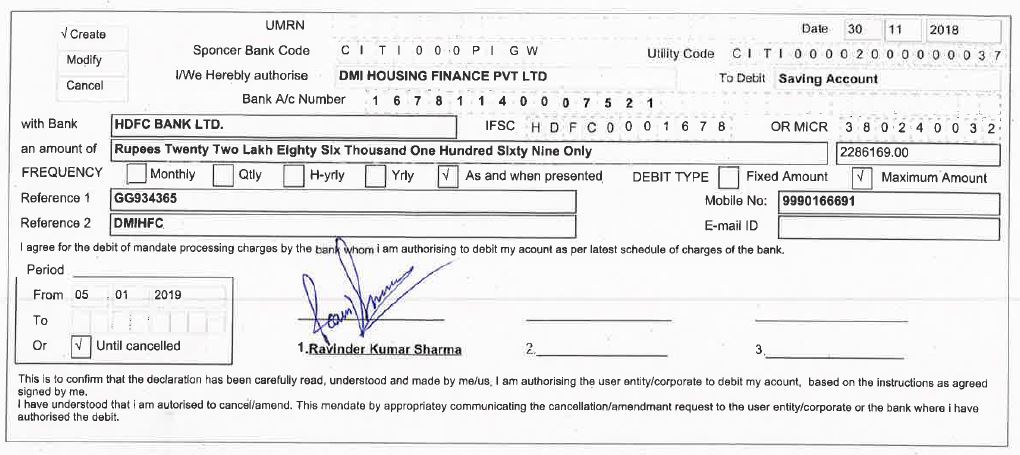 UMRN Date 30 11 2018
√ Create
Modify
Cancel
Sponcer Bank Code C I T I 0 0 0 P I G W Utility Code C I T I 0 0 0 0 2 0 0 0 0 0 0 0 0 3 7
I/We Hereby authorise DMI HOUSING FINANCE PVT LTD To Debit Saving Account
Bank A/c Number 1 6 7 8 1 1 4 0 0 0 7 5 2 1
with Bank HDFC BANK LTD. IFSC H D F C 0 0 0 1 6 7 8 OR MICR 3 8 0 2 4 0 0 3 2
an amount of Rupees Twenty Two Lakh Eighty Six Thousand One Hundred Sixty Nine Only 2286169.00
FREQUENCY Monthly Qtly H-yrly Yrly √ As and when presented DEBIT TYPE Fixed Amount √ Maximum Amount
Reference 1 GG934365 Mobile No: 9990166691
Reference 2 DMIHFC E-mail ID
I agree for the debit of mandate processing charges by the bank whom i am authorising to debit my acount as per latest schedule of charges of the bank.
Period
From 05 01 2019
To
Or √ Until cancelled
1.Ravinder Kumar Sharma 2. 3.
This is to confirm that the declaration has been carefully read, understood and made by me/us, I am authorising the user entity/corporate to debit my acount, based on the instructions as agreed
signed by me.
I have understood that i am autorised to cancel/amend. This mendate by appropriatey communicating the cancellation/amendmant request to the user entity/corporate or the bank where i have
authorised the debit.